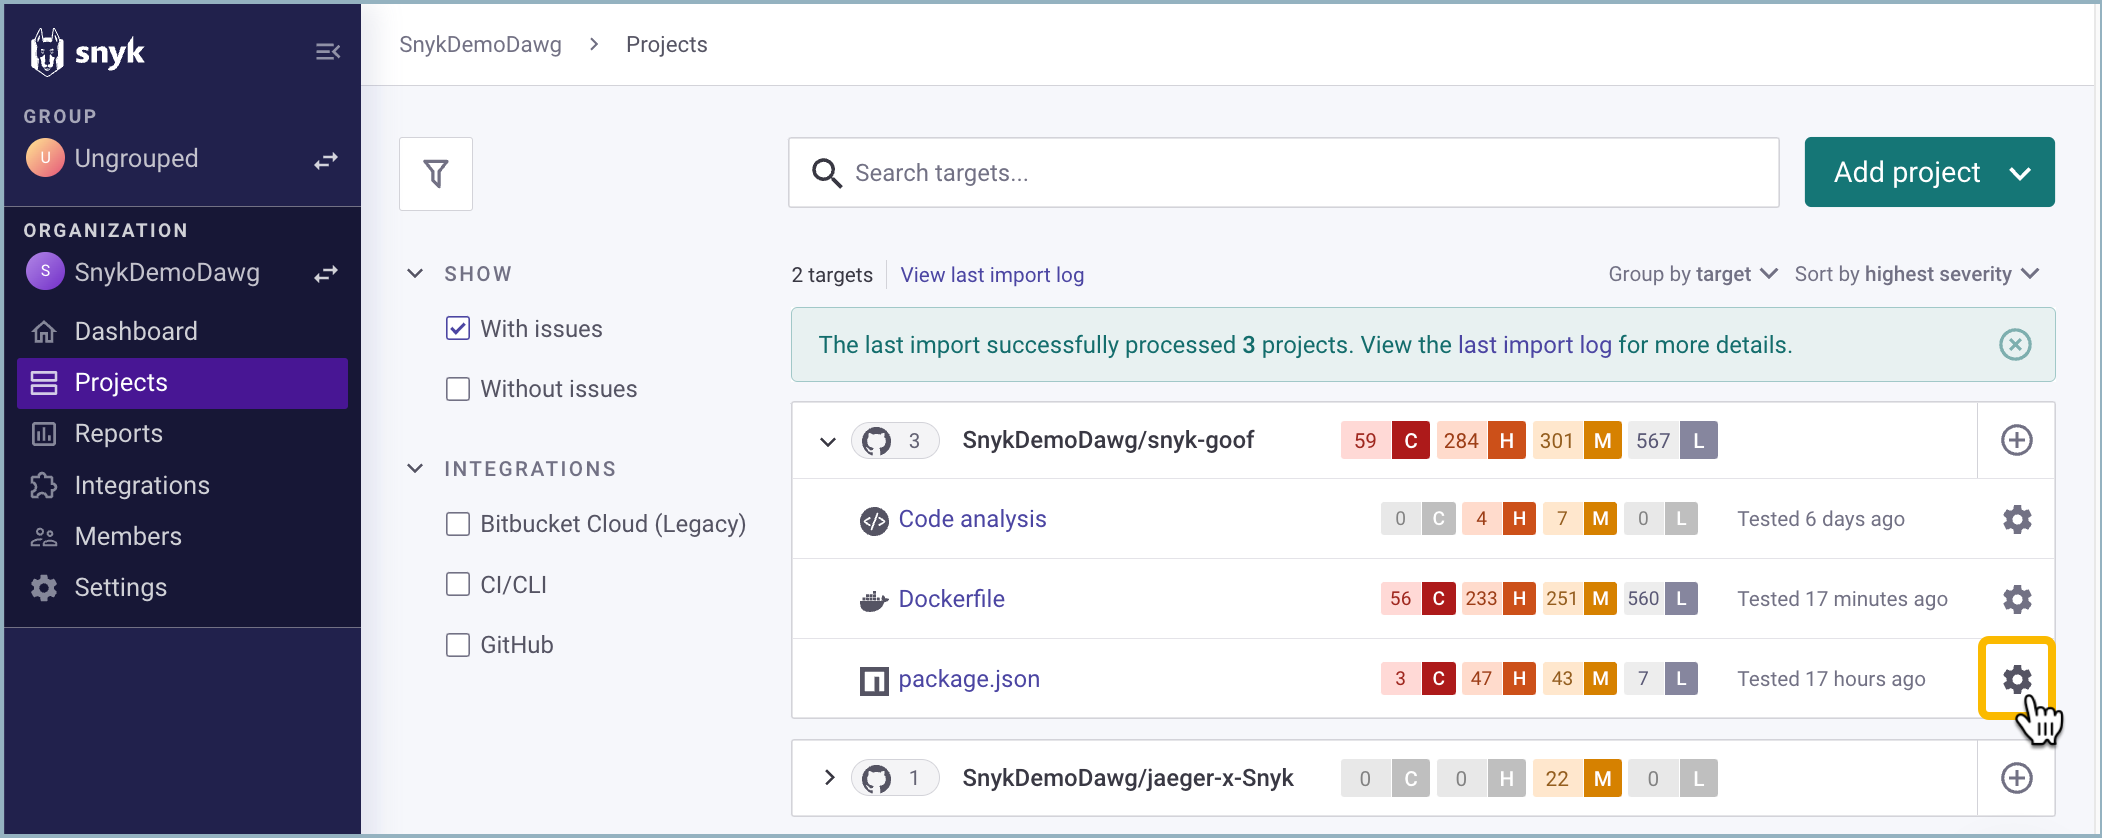 snyk
GROUP
U Ungrouped
ORGANIZATION
S SnykDemoDawg
Dashboard
Projects
Reports
Integrations
Members
Settings
SnykDemoDawg > Projects
Search targets...
Add project
SHOW
With issues
Without issues
INTEGRATIONS
Bitbucket Cloud (Legacy)
CI/CLI
GitHub
2 targets View last import log Group by target Sort by highest severity
The last import successfully processed 3 projects. View the last import log for more details.
3 SnykDemoDawg/snyk-goof 59 C 284 H 301 M 567 L
Code analysis 0 C 4 H 7 M 0 L Tested 6 days ago
Dockerfile 56 C 233 H 251 M 560 L Tested 17 minutes ago
package.json 3 C 47 H 43 M 7 L Tested 17 hours ago
1 SnykDemoDawg/jaeger-x-Snyk 0 C 0 H 22 M 0 L